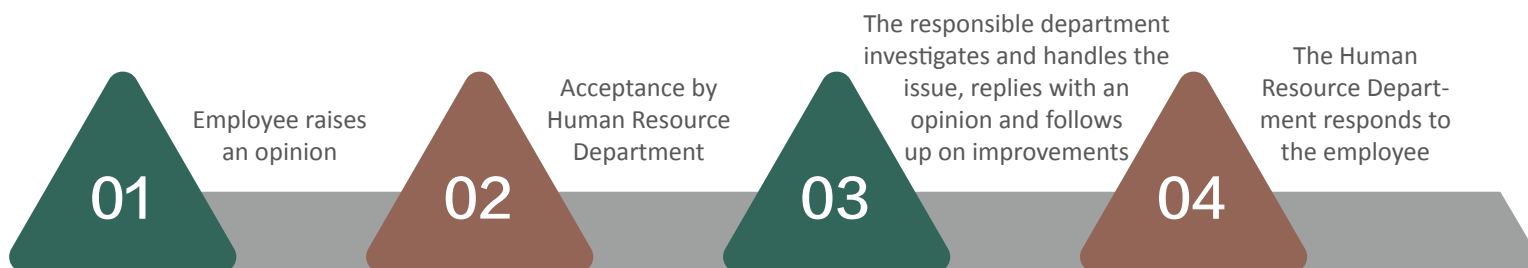 01
Employee raises
an opinion
02
Acceptance by
Human Resource
Department
03
The responsible department
investigates and handles the
issue, replies with an
opinion and follows
up on improvements
04
The Human
Resource Depart-
ment responds to
the employee